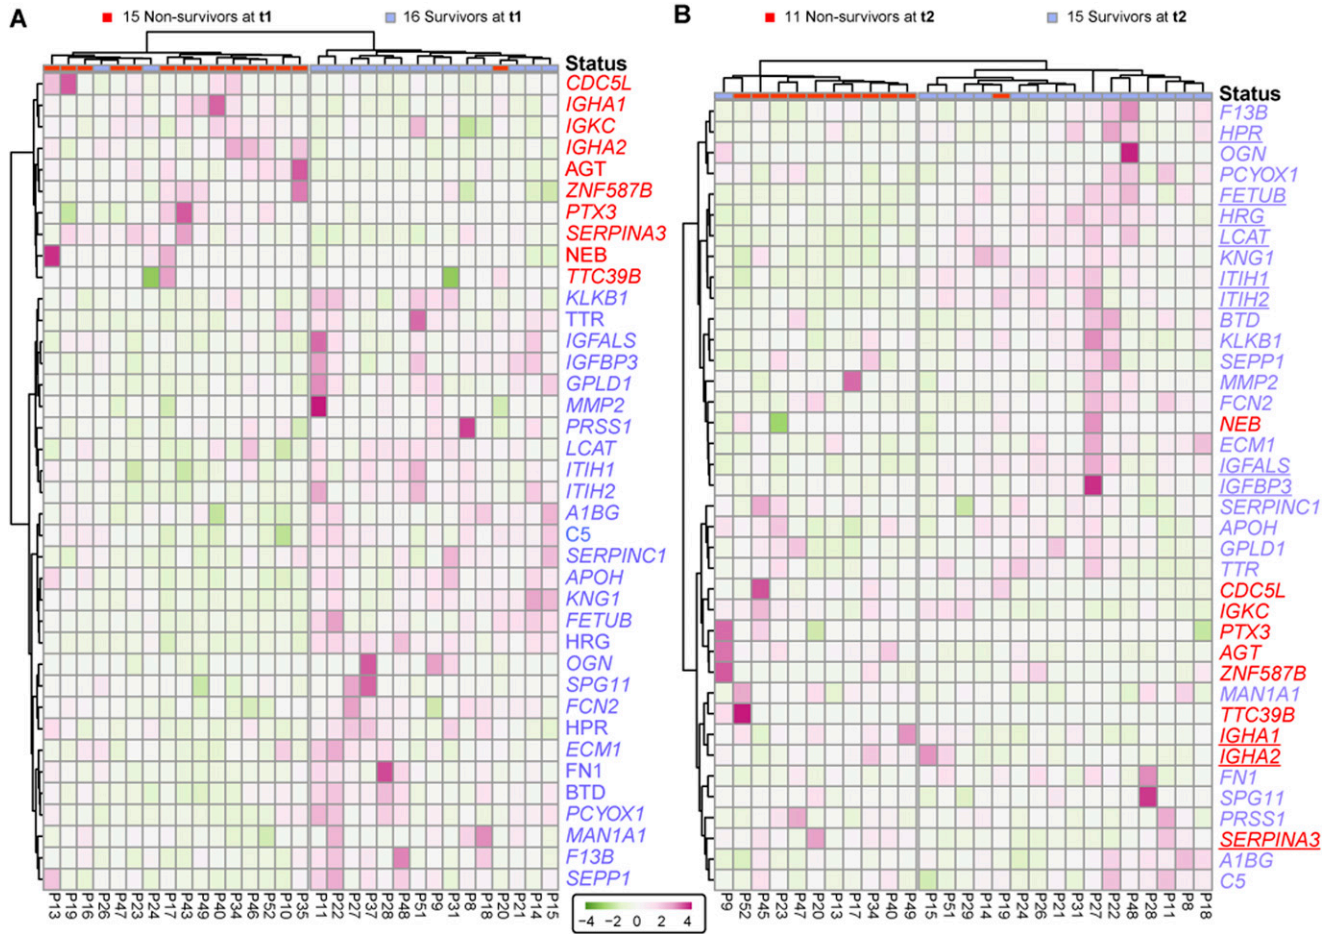 A
15 Non-survivors at t1
16 Survivors at t1
Status
CDC5L
IGHA1
IGKC
IGHA2
AGT
ZNF587B
PTX3
SERPINA3
NEB
TTC39B
KLKB1
TTR
IGFALS
IGFBP3
GPLD1
MMP2
PRSS1
LCAT
ITIH1
ITIH2
A1BG
C5
SERPINC1
APOH
KNG1
FETUB
HRG
OGN
SPG11
FCN2
HPR
ECM1
FN1
BTD
PCYOX1
MAN1A1
F13B
SEPP1
P13 P19 P16 P26 P47 P23 P24 P17 P43 P49 P40 P34 P46 P52 P10 P35 P11 P22 P27 P37 P28 P48 P51 P9 P31 P8 P18 P20 P21 P14 P15
−4 −2 0 2 4
B
11 Non-survivors at t2
15 Survivors at t2
Status
F13B
HPR
OGN
PCYOX1
FETUB
HRG
LCAT
KNG1
ITIH1
ITIH2
BTD
KLKB1
SEPP1
MMP2
FCN2
NEB
ECM1
IGFALS
IGFBP3
SERPINC1
APOH
GPLD1
TTR
CDC5L
IGKC
PTX3
AGT
ZNF587B
MAN1A1
TTC39B
IGHA1
IGHA2
FN1
SPG11
PRSS1
SERPINA3
A1BG
C5
P9 P52 P45 P23 P47 P20 P13 P17 P34 P40 P49 P15 P51 P29 P14 P19 P24 P26 P21 P31 P27 P22 P48 P28 P11 P8 P18